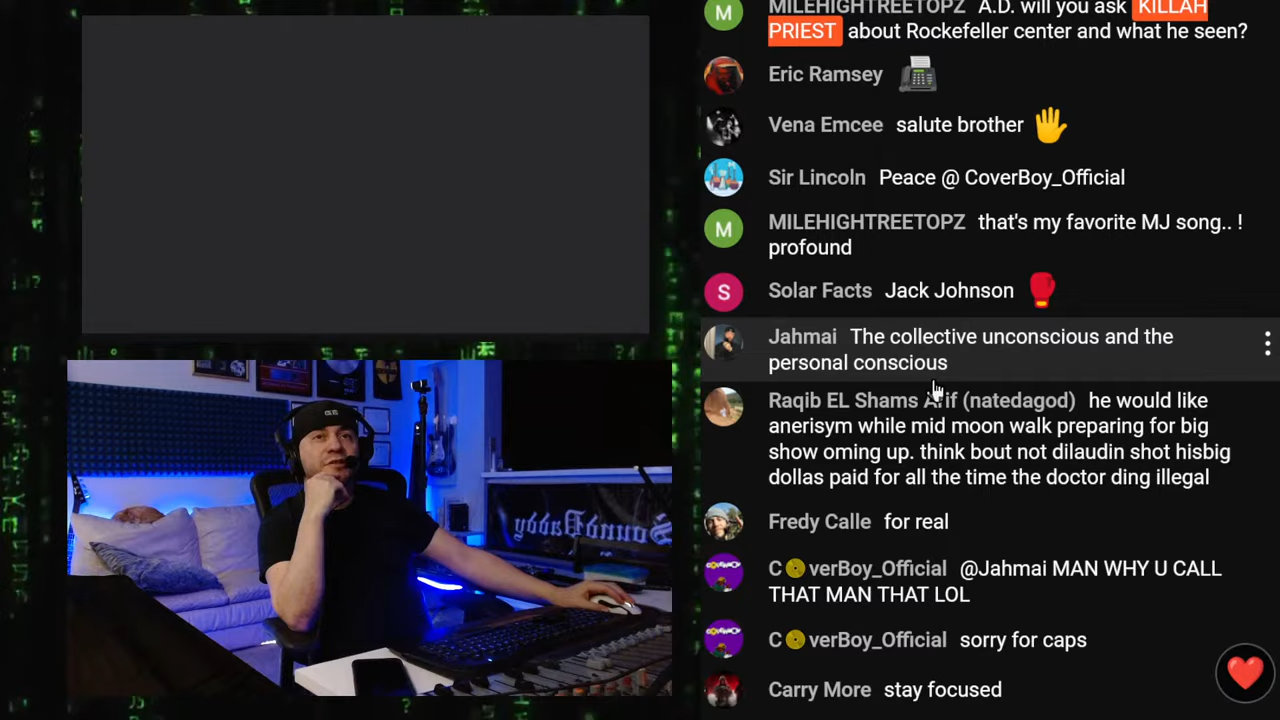 MILEHIGHTREETOPZ A.D. will you ask KILLAH
PRIEST about Rockefeller center and what he seen?
M
Eric Ramsey
Vena Emcee salute brother
Sir Lincoln Peace @ CoverBoy_Official
MILEHIGHTREETOPZ that's my favorite MJ song.. !
profound
M
Solar Facts Jack Johnson
S
Jahmai The collective unconscious and the
personal conscious
Raqib EL Shams Arif (natedagod) he would like
anerisym while mid moon walk preparing for big
show oming up. think bout not dilaudin shot hisbig
dollas paid for all the time the doctor ding illegal
Fredy Calle for real
C verBoy_Official @Jahmai MAN WHY U CALL
THAT MAN THAT LOL
C verBoy_Official sorry for caps
Carry More stay focused
SoundDaddy